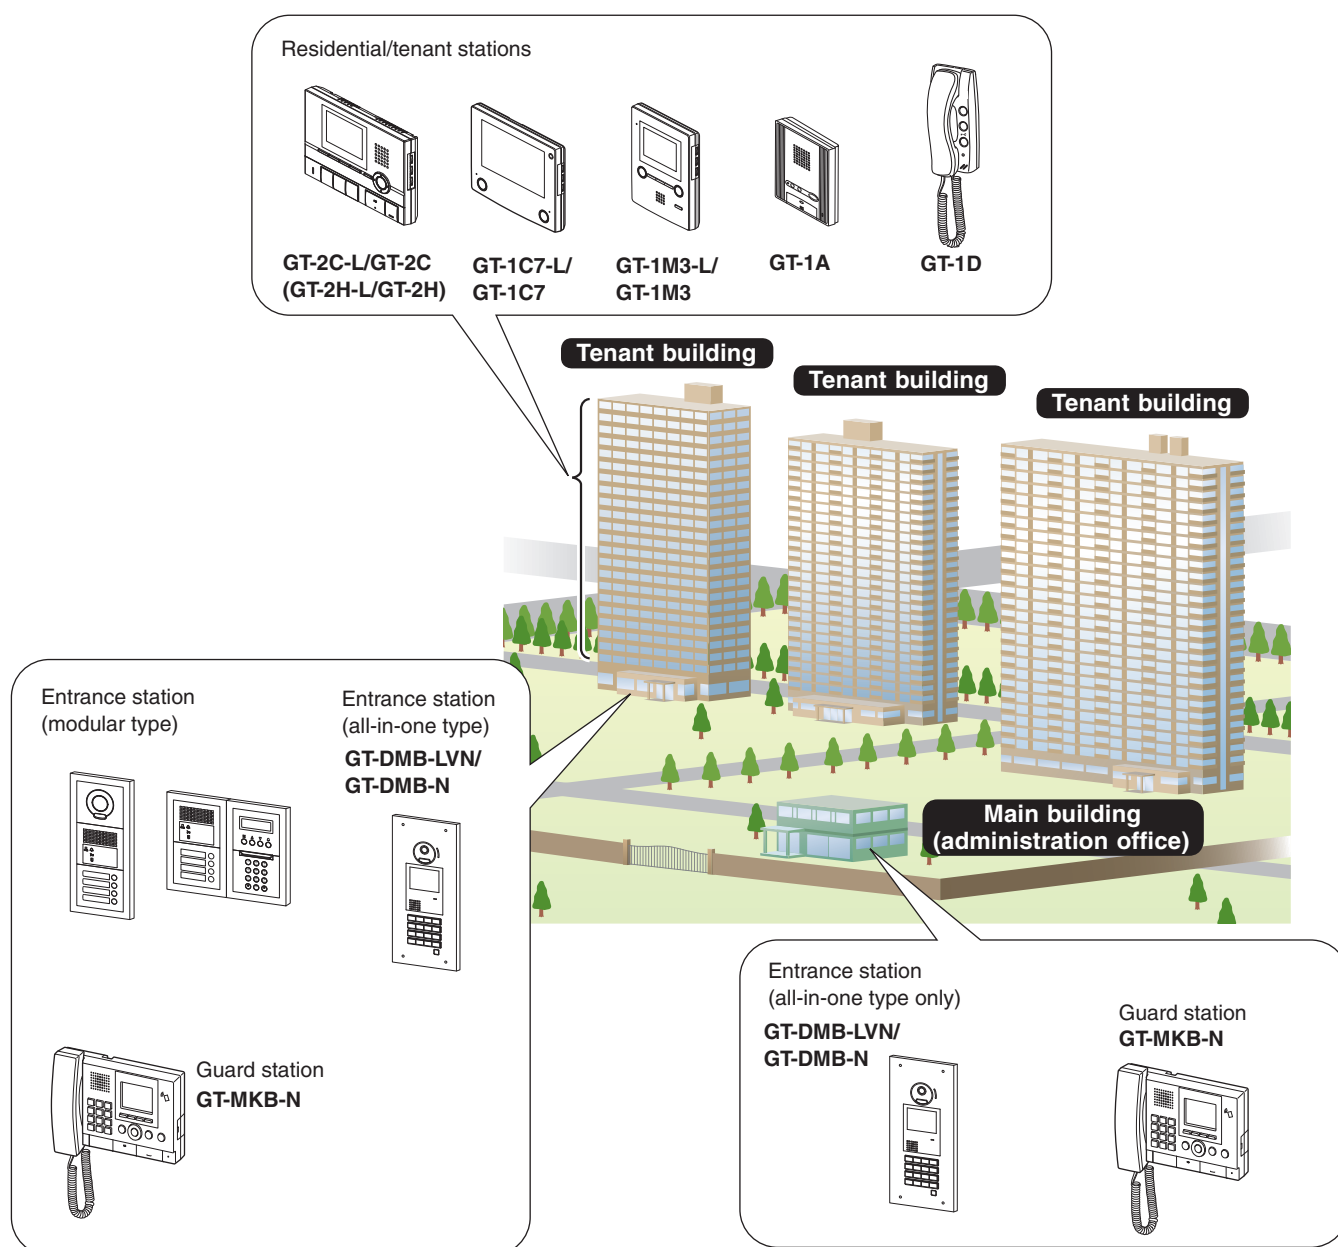 Residential/tenant stations
GT-2C-L/GT-2C
(GT-2H-L/GT-2H)
GT-1C7-L/
GT-1C7
GT-1M3-L/
GT-1M3
GT-1A
GT-1D
Tenant building
Tenant building
Tenant building
Entrance station
(modular type)
Entrance station
(all-in-one type)
GT-DMB-LVN/
GT-DMB-N
Guard station
GT-MKB-N
Main building
(administration office)
Entrance station
(all-in-one type only)
GT-DMB-LVN/
GT-DMB-N
Guard station
GT-MKB-N